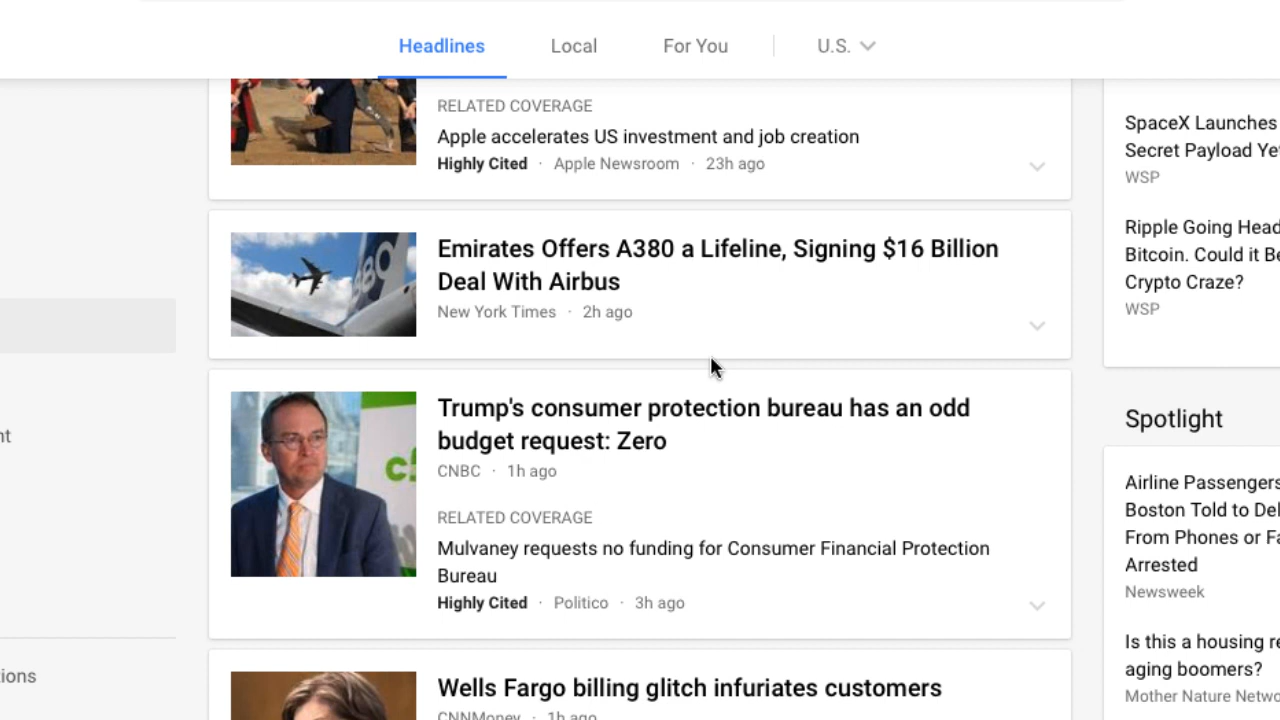 Headlines
Local
For You
U.S.
RELATED COVERAGE
Apple accelerates US investment and job creation
Highly Cited · Apple Newsroom · 23h ago
Emirates Offers A380 a Lifeline, Signing $16 Billion
Deal With Airbus
New York Times · 2h ago
Trump's consumer protection bureau has an odd
budget request: Zero
CNBC · 1h ago
RELATED COVERAGE
Mulvaney requests no funding for Consumer Financial Protection
Bureau
Highly Cited · Politico · 3h ago
Wells Fargo billing glitch infuriates customers
CNNMoney · 1h ago
SpaceX Launches
Secret Payload
WSP
Ripple Going
Bitcoin. Could it
Crypto Craze?
WSP
Spotlight
Airline Passengers
Boston Told to
From Phones or
Arrested
Newsweek
Is this a housing
aging boomers?
Mother Nature